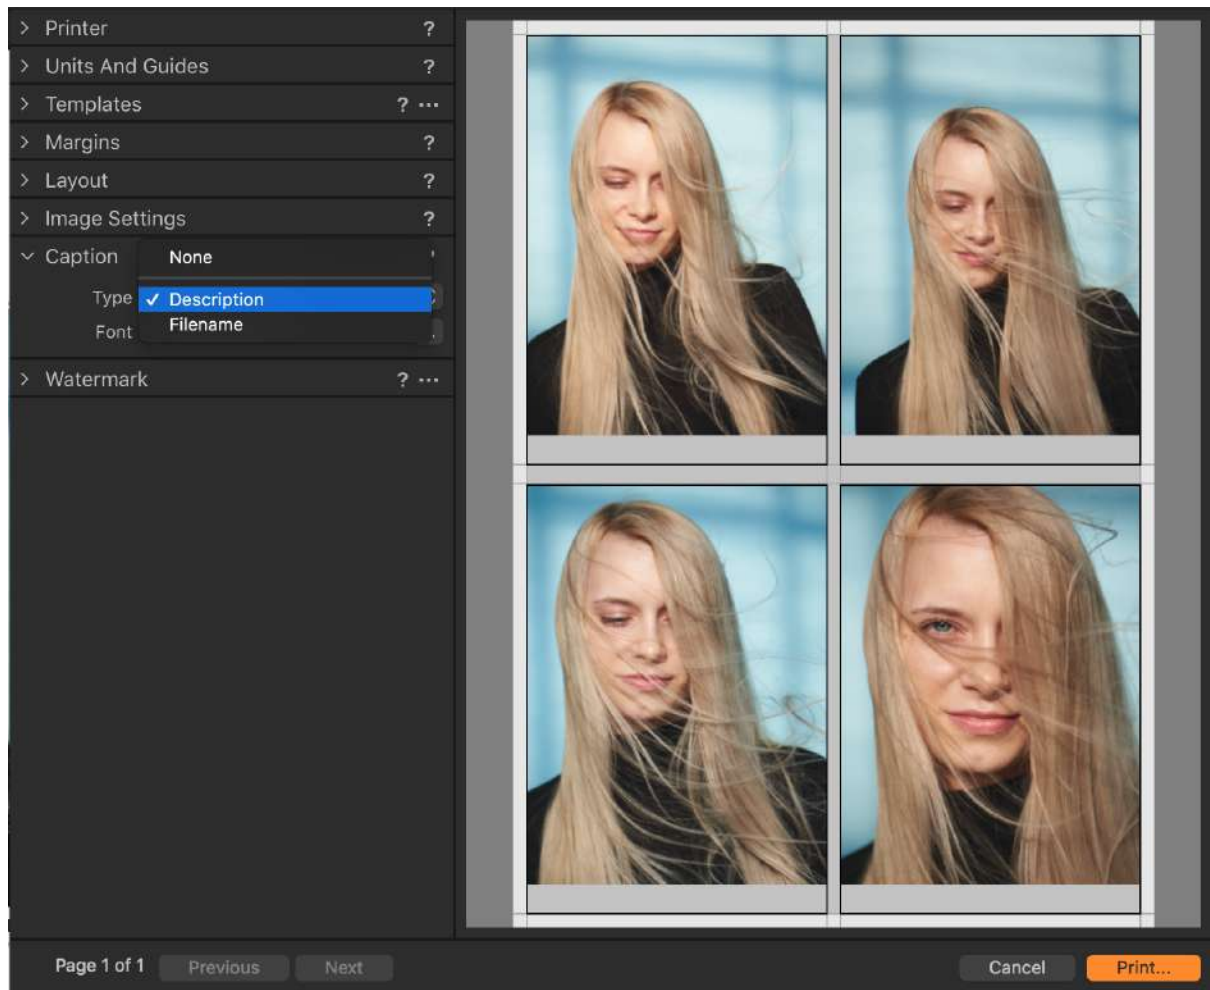 Printer ?
Units And Guides ?
Templates ? ...
Margins ?
Layout ?
Image Settings ?
Caption
None
Type ✓ Description
Font Filename
Watermark ? ...
Page 1 of 1 Previous Next Cancel Print...